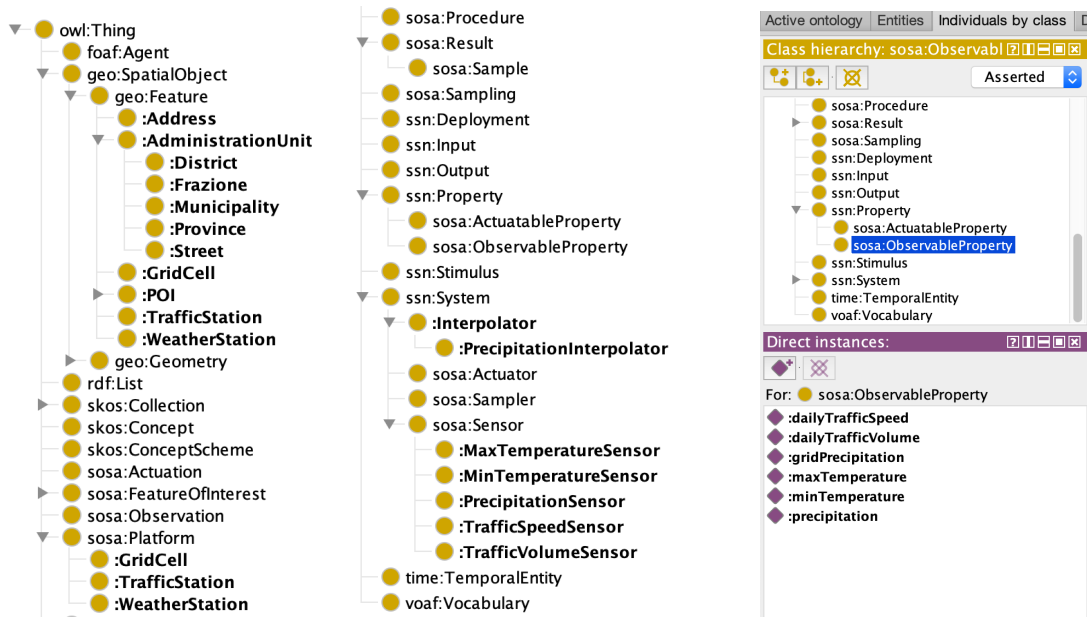 owl:Thing
foaf:Agent
geo:SpatialObject
geo:Feature
:Address
:AdministrationUnit
:District
:Frazione
:Municipality
:Province
:Street
:GridCell
:POI
:TrafficStation
:WeatherStation
geo:Geometry
rdf:List
skos:Collection
skos:Concept
skos:ConceptScheme
sosa:Actuation
sosa:FeatureOfInterest
sosa:Observation
sosa:Platform
:GridCell
:TrafficStation
:WeatherStation
sosa:Procedure
sosa:Result
sosa:Sample
sosa:Sampling
ssn:Deployment
ssn:Input
ssn:Output
ssn:Property
sosa:ActuatableProperty
sosa:ObservableProperty
ssn:Stimulus
ssn:System
:Interpolator
:PrecipitationInterpolator
sosa:Actuator
sosa:Sampler
sosa:Sensor
:MaxTemperatureSensor
:MinTemperatureSensor
:PrecipitationSensor
:TrafficSpeedSensor
:TrafficVolumeSensor
time:TemporalEntity
voaf:Vocabulary
Active ontology Entities Individuals by class
Class hierarchy: sosa:Observabl
Asserted
sosa:Procedure
sosa:Result
sosa:Sampling
ssn:Deployment
ssn:Input
ssn:Output
ssn:Property
sosa:ActuatableProperty
sosa:ObservableProperty
ssn:Stimulus
ssn:System
time:TemporalEntity
voaf:Vocabulary
Direct instances:
For: sosa:ObservableProperty
:dailyTrafficSpeed
:dailyTrafficVolume
:gridPrecipitation
:maxTemperature
:minTemperature
:precipitation